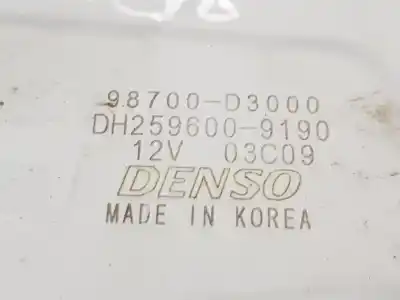 98700-D3000
DH259600-9190
12V 03C09
DENSO
MADE IN KOREA